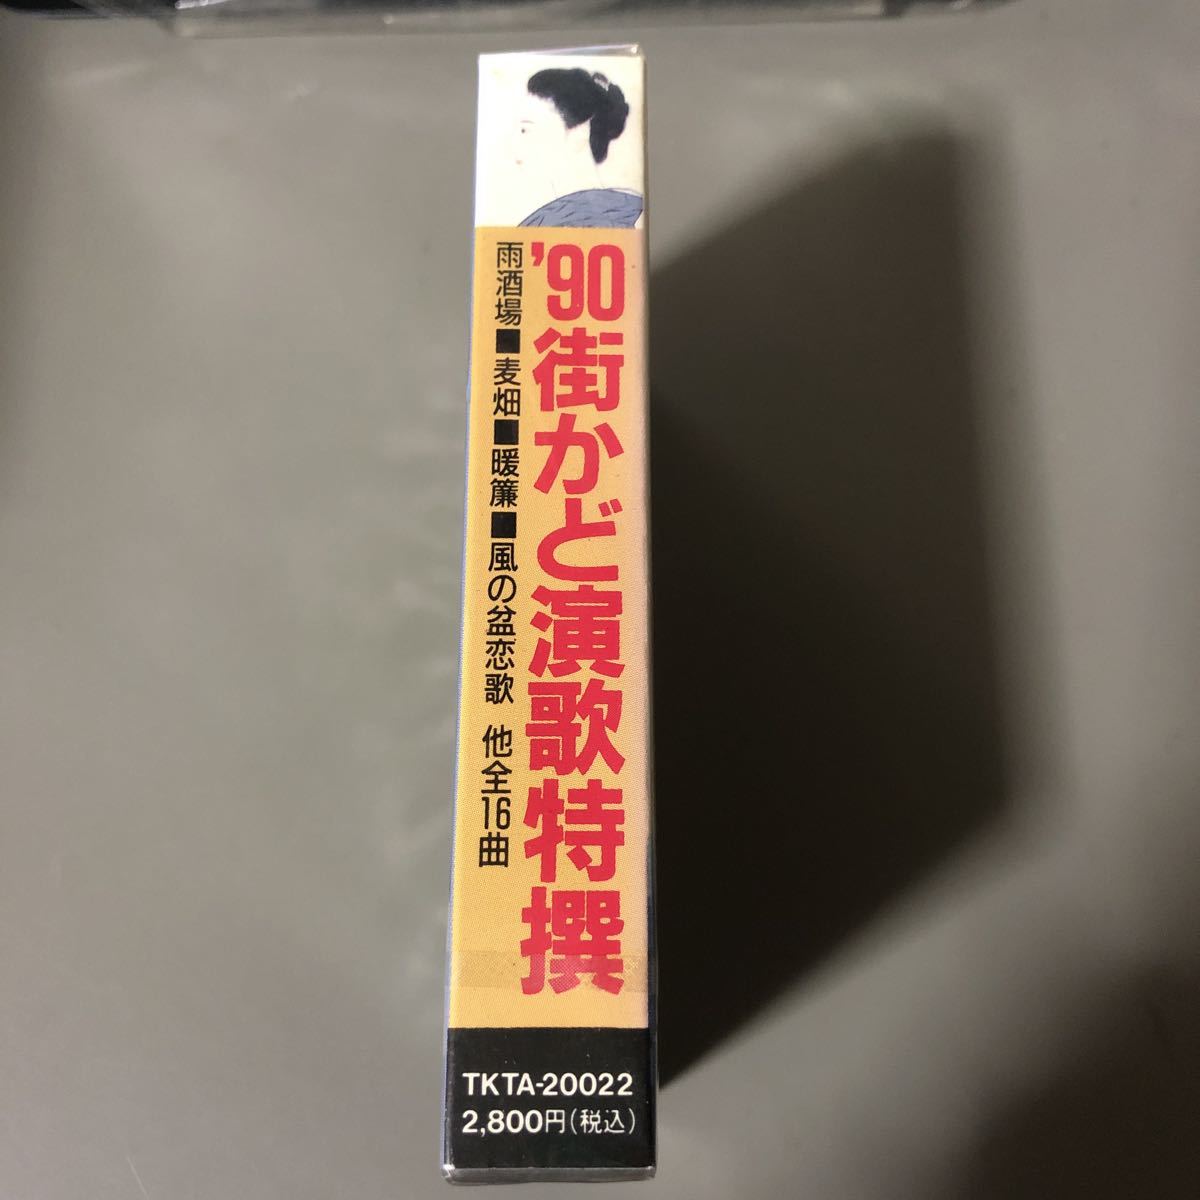 '90街かど演歌特撰
雨酒場■麦畑■暖簾■風の盆恋歌 他全16曲
TKTA-20022
2,800円(税込)